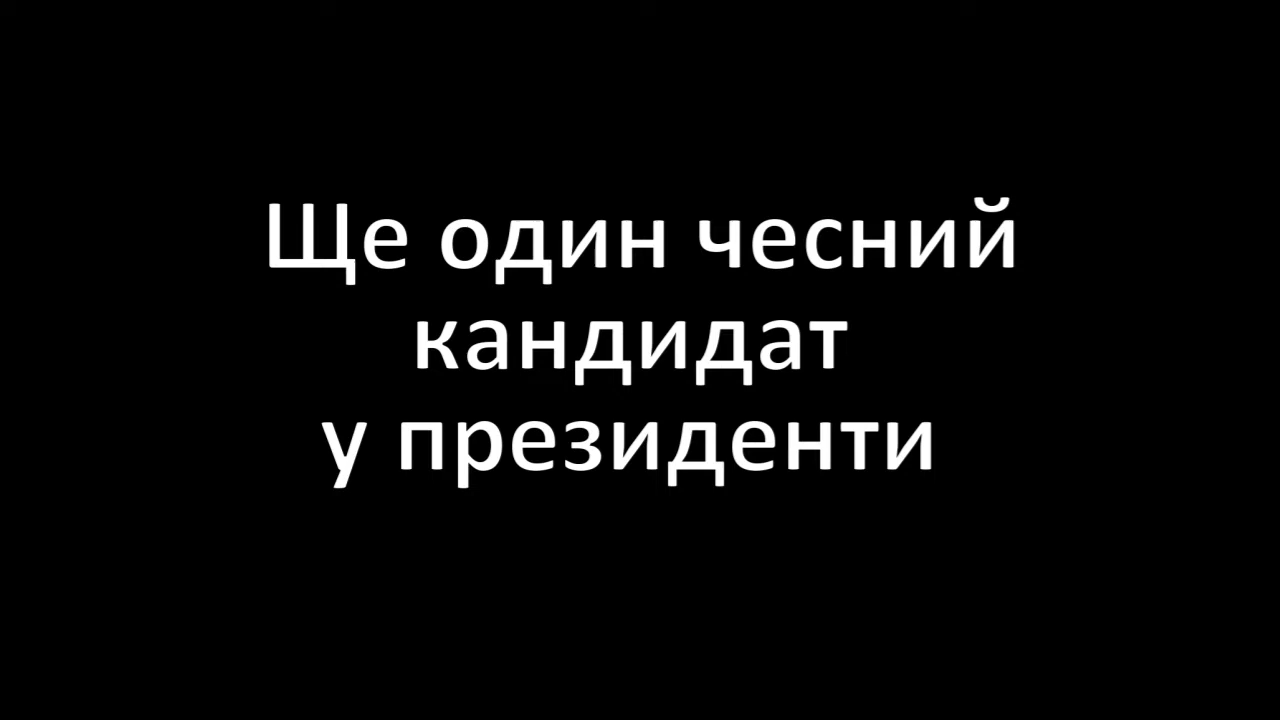 Ще один чесний
кандидат
у президенти